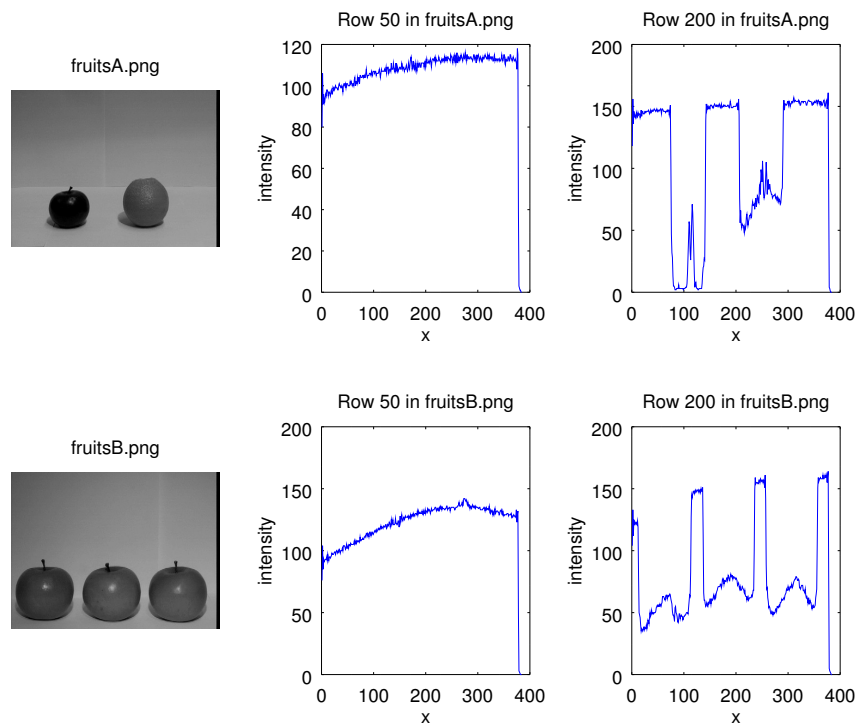 fruitsA.png
Row 50 in fruitsA.png
120
100
80
60
40
20
0
intensity
0 100 200 300 400
x
Row 200 in fruitsA.png
200
150
100
50
0
intensity
0 100 200 300 400
x
fruitsB.png
Row 50 in fruitsB.png
200
150
100
50
0
intensity
0 100 200 300 400
x
Row 200 in fruitsB.png
200
150
100
50
0
intensity
0 100 200 300 400
x